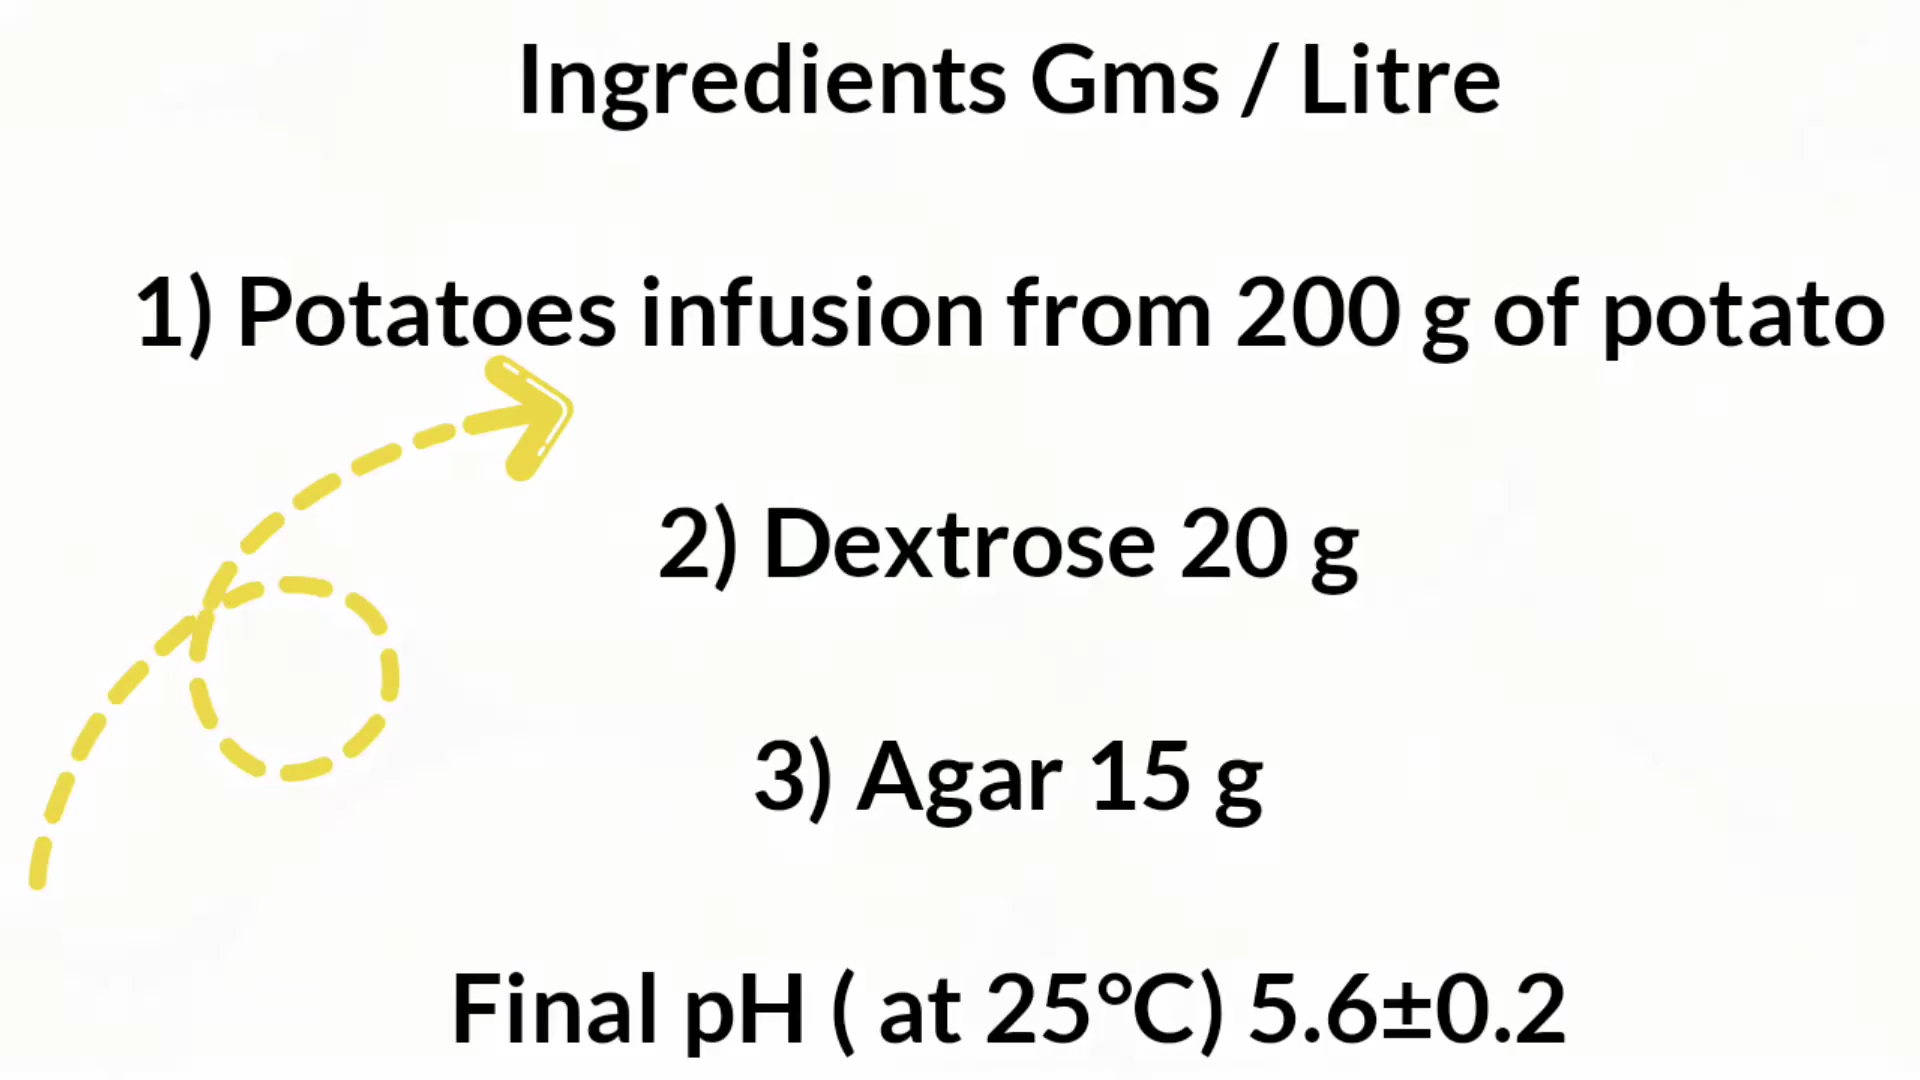 Ingredients Gms / Litre
1) Potatoes infusion from 200 g of potato
2) Dextrose 20 g
3) Agar 15 g
Final pH ( at 25°C) 5.6±0.2